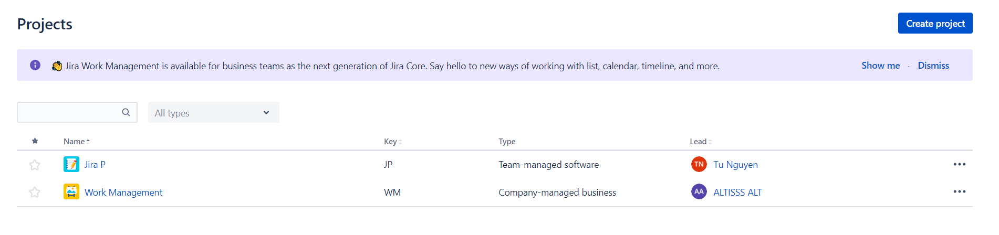 Projects
Create project
👏 Jira Work Management is available for business teams as the next generation of Jira Core. Say hello to new ways of working with list, calendar, timeline, and more.
Show me · Dismiss
All types
Name Key Type Lead
Jira P JP Team-managed software TN Tu Nguyen
Work Management WM Company-managed business AA ALTISSS ALT